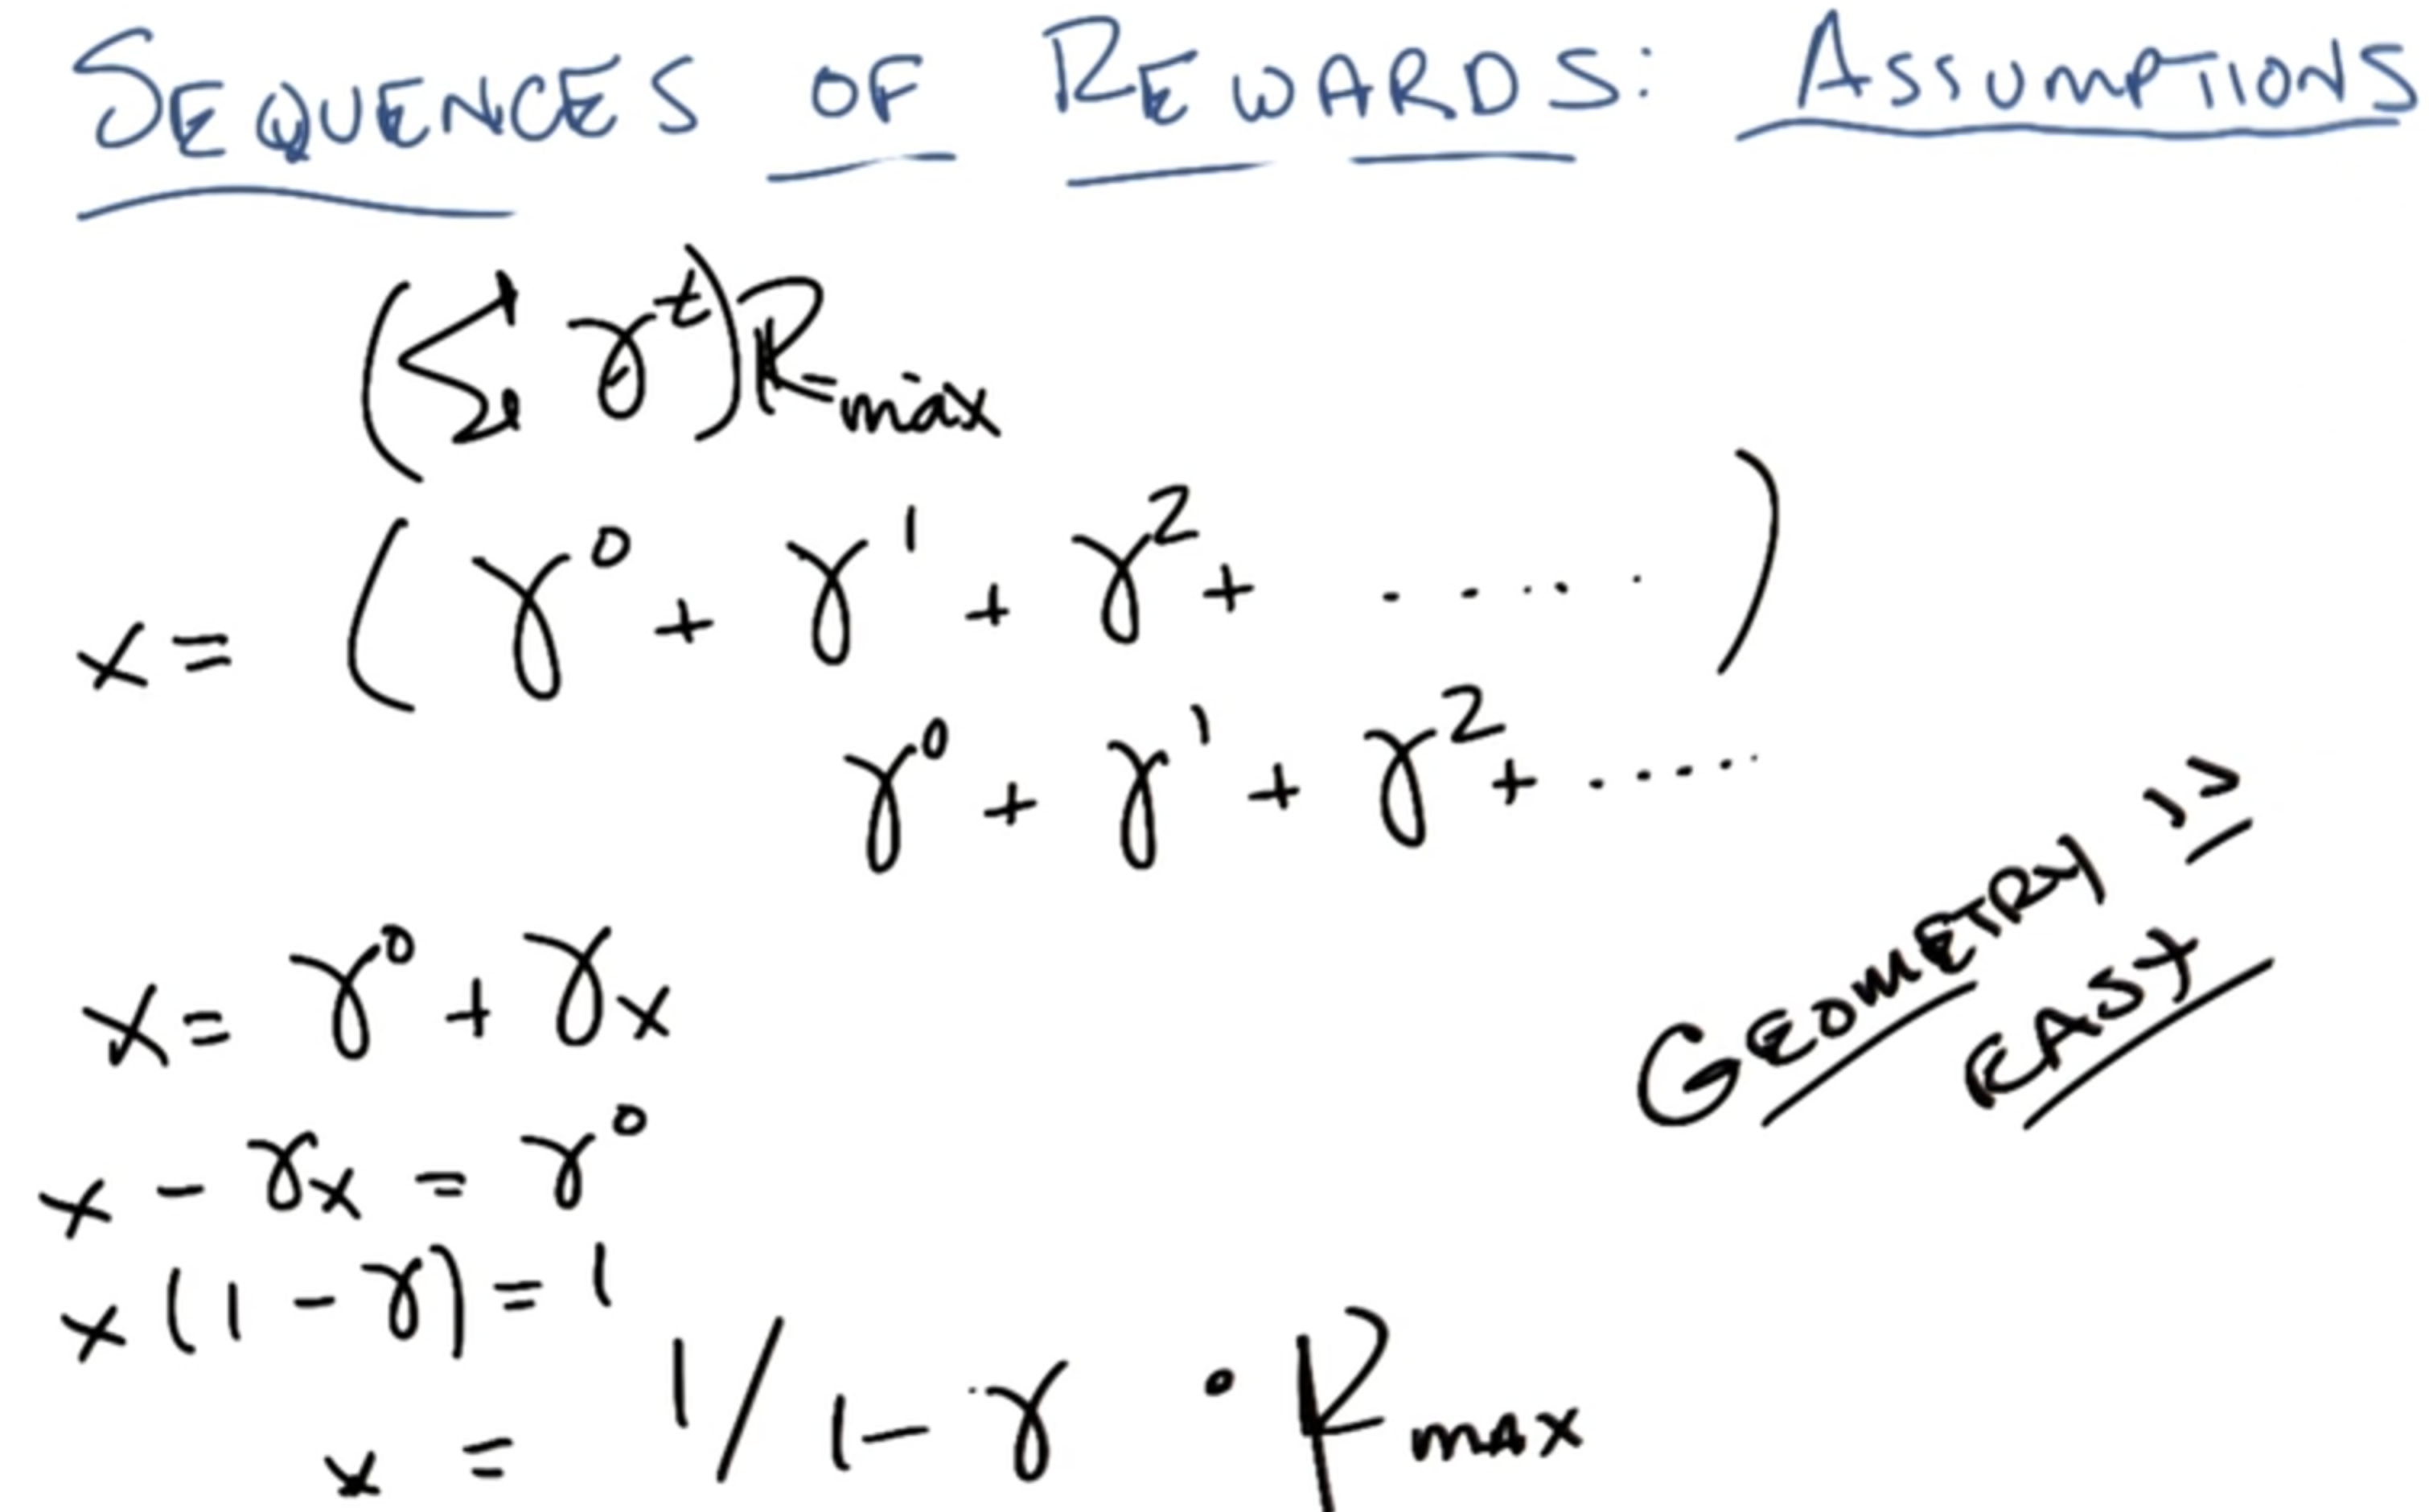 SEQUENCES OF REWARDS: ASSUMPTIONS
(Σ γ^t) R_max
x = ( γ^0 + γ^1 + γ^2 + ..... )
γ^0 + γ^1 + γ^2 + .....
x = γ^0 + γx
x - γx = γ^0
x(1 - γ) = 1
x = 1/1-γ · R_max
GEOMETRY IS
EASY